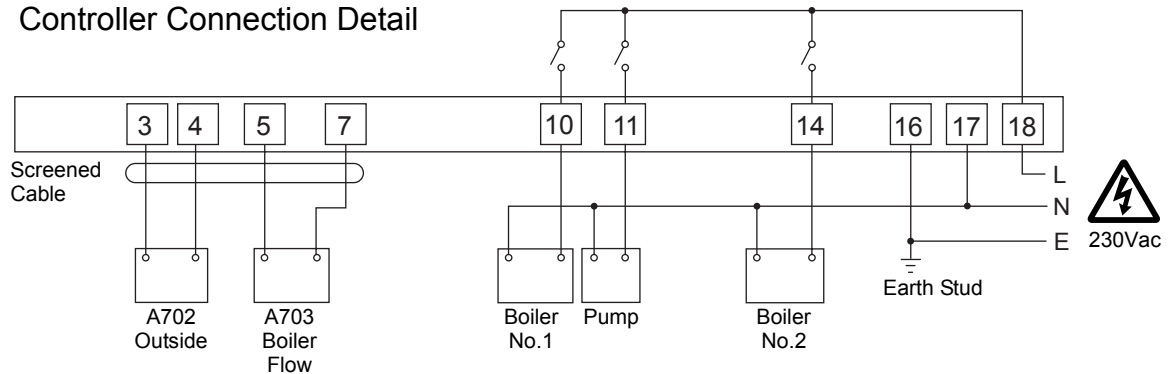 Controller Connection Detail
3 4 5 7 10 11 14 16 17 18
Screened
Cable
L
N
E
230Vac
Earth Stud
A702
Outside
A703
Boiler
Flow
Boiler
No.1
Pump
Boiler
No.2